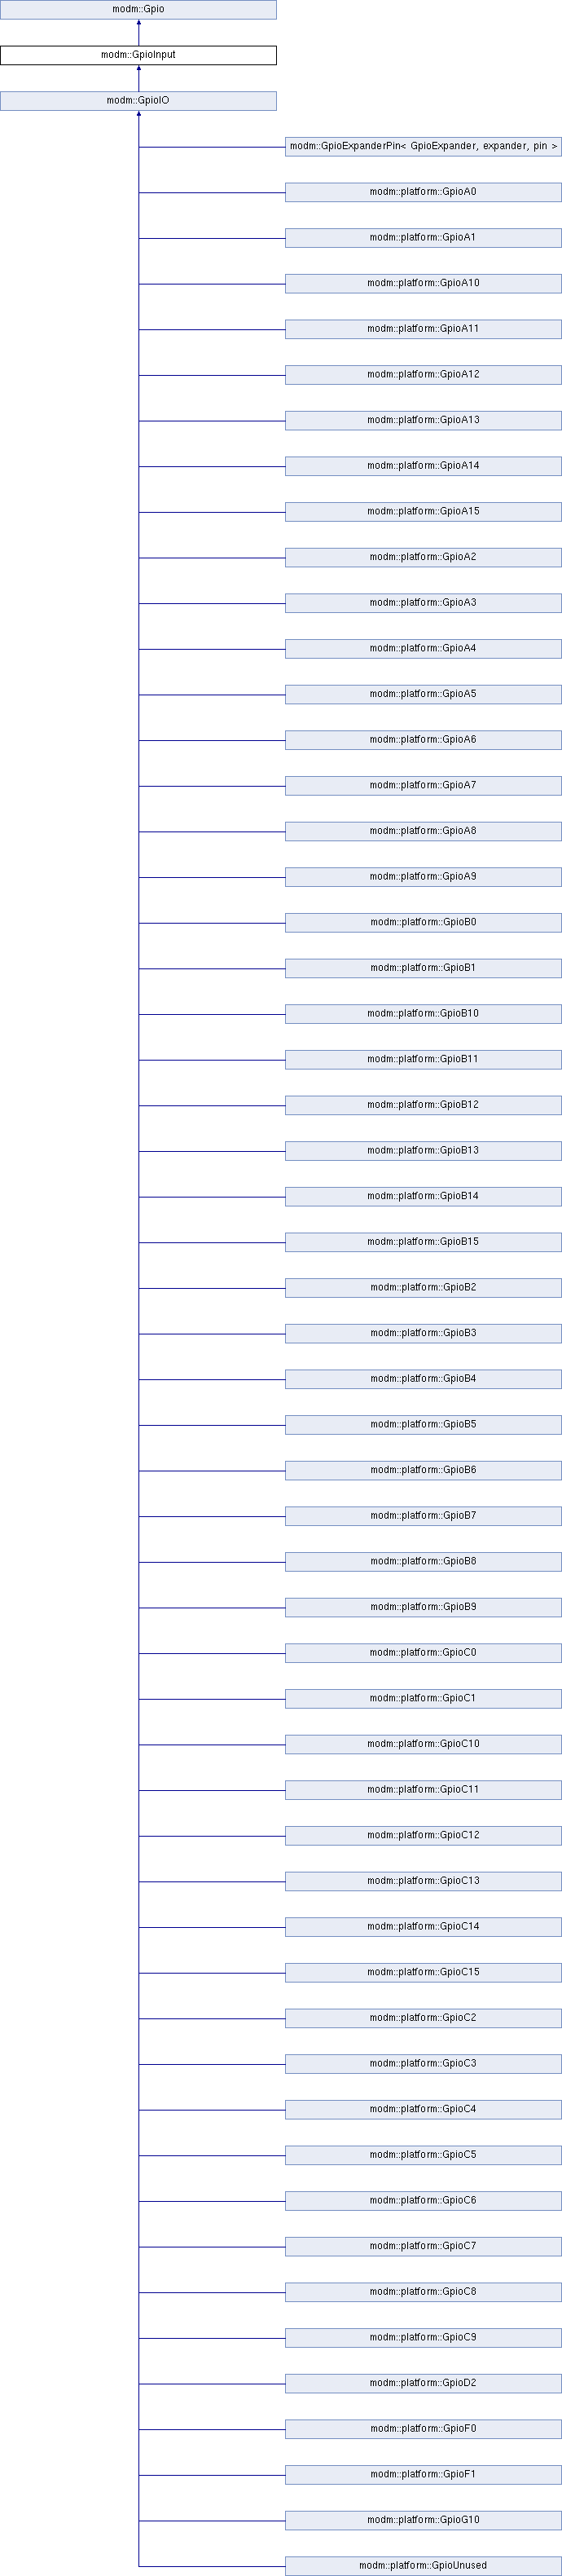 modm::Gpio
modm::GpioInput
modm::GpioIO
modm::GpioExpanderPin< GpioExpander, expander, pin >
modm::platform::GpioA0
modm::platform::GpioA1
modm::platform::GpioA10
modm::platform::GpioA11
modm::platform::GpioA12
modm::platform::GpioA13
modm::platform::GpioA14
modm::platform::GpioA15
modm::platform::GpioA2
modm::platform::GpioA3
modm::platform::GpioA4
modm::platform::GpioA5
modm::platform::GpioA6
modm::platform::GpioA7
modm::platform::GpioA8
modm::platform::GpioA9
modm::platform::GpioB0
modm::platform::GpioB1
modm::platform::GpioB10
modm::platform::GpioB11
modm::platform::GpioB12
modm::platform::GpioB13
modm::platform::GpioB14
modm::platform::GpioB15
modm::platform::GpioB2
modm::platform::GpioB3
modm::platform::GpioB4
modm::platform::GpioB5
modm::platform::GpioB6
modm::platform::GpioB7
modm::platform::GpioB8
modm::platform::GpioB9
modm::platform::GpioC0
modm::platform::GpioC1
modm::platform::GpioC10
modm::platform::GpioC11
modm::platform::GpioC12
modm::platform::GpioC13
modm::platform::GpioC14
modm::platform::GpioC15
modm::platform::GpioC2
modm::platform::GpioC3
modm::platform::GpioC4
modm::platform::GpioC5
modm::platform::GpioC6
modm::platform::GpioC7
modm::platform::GpioC8
modm::platform::GpioC9
modm::platform::GpioD2
modm::platform::GpioF0
modm::platform::GpioF1
modm::platform::GpioG10
modm::platform::GpioUnused